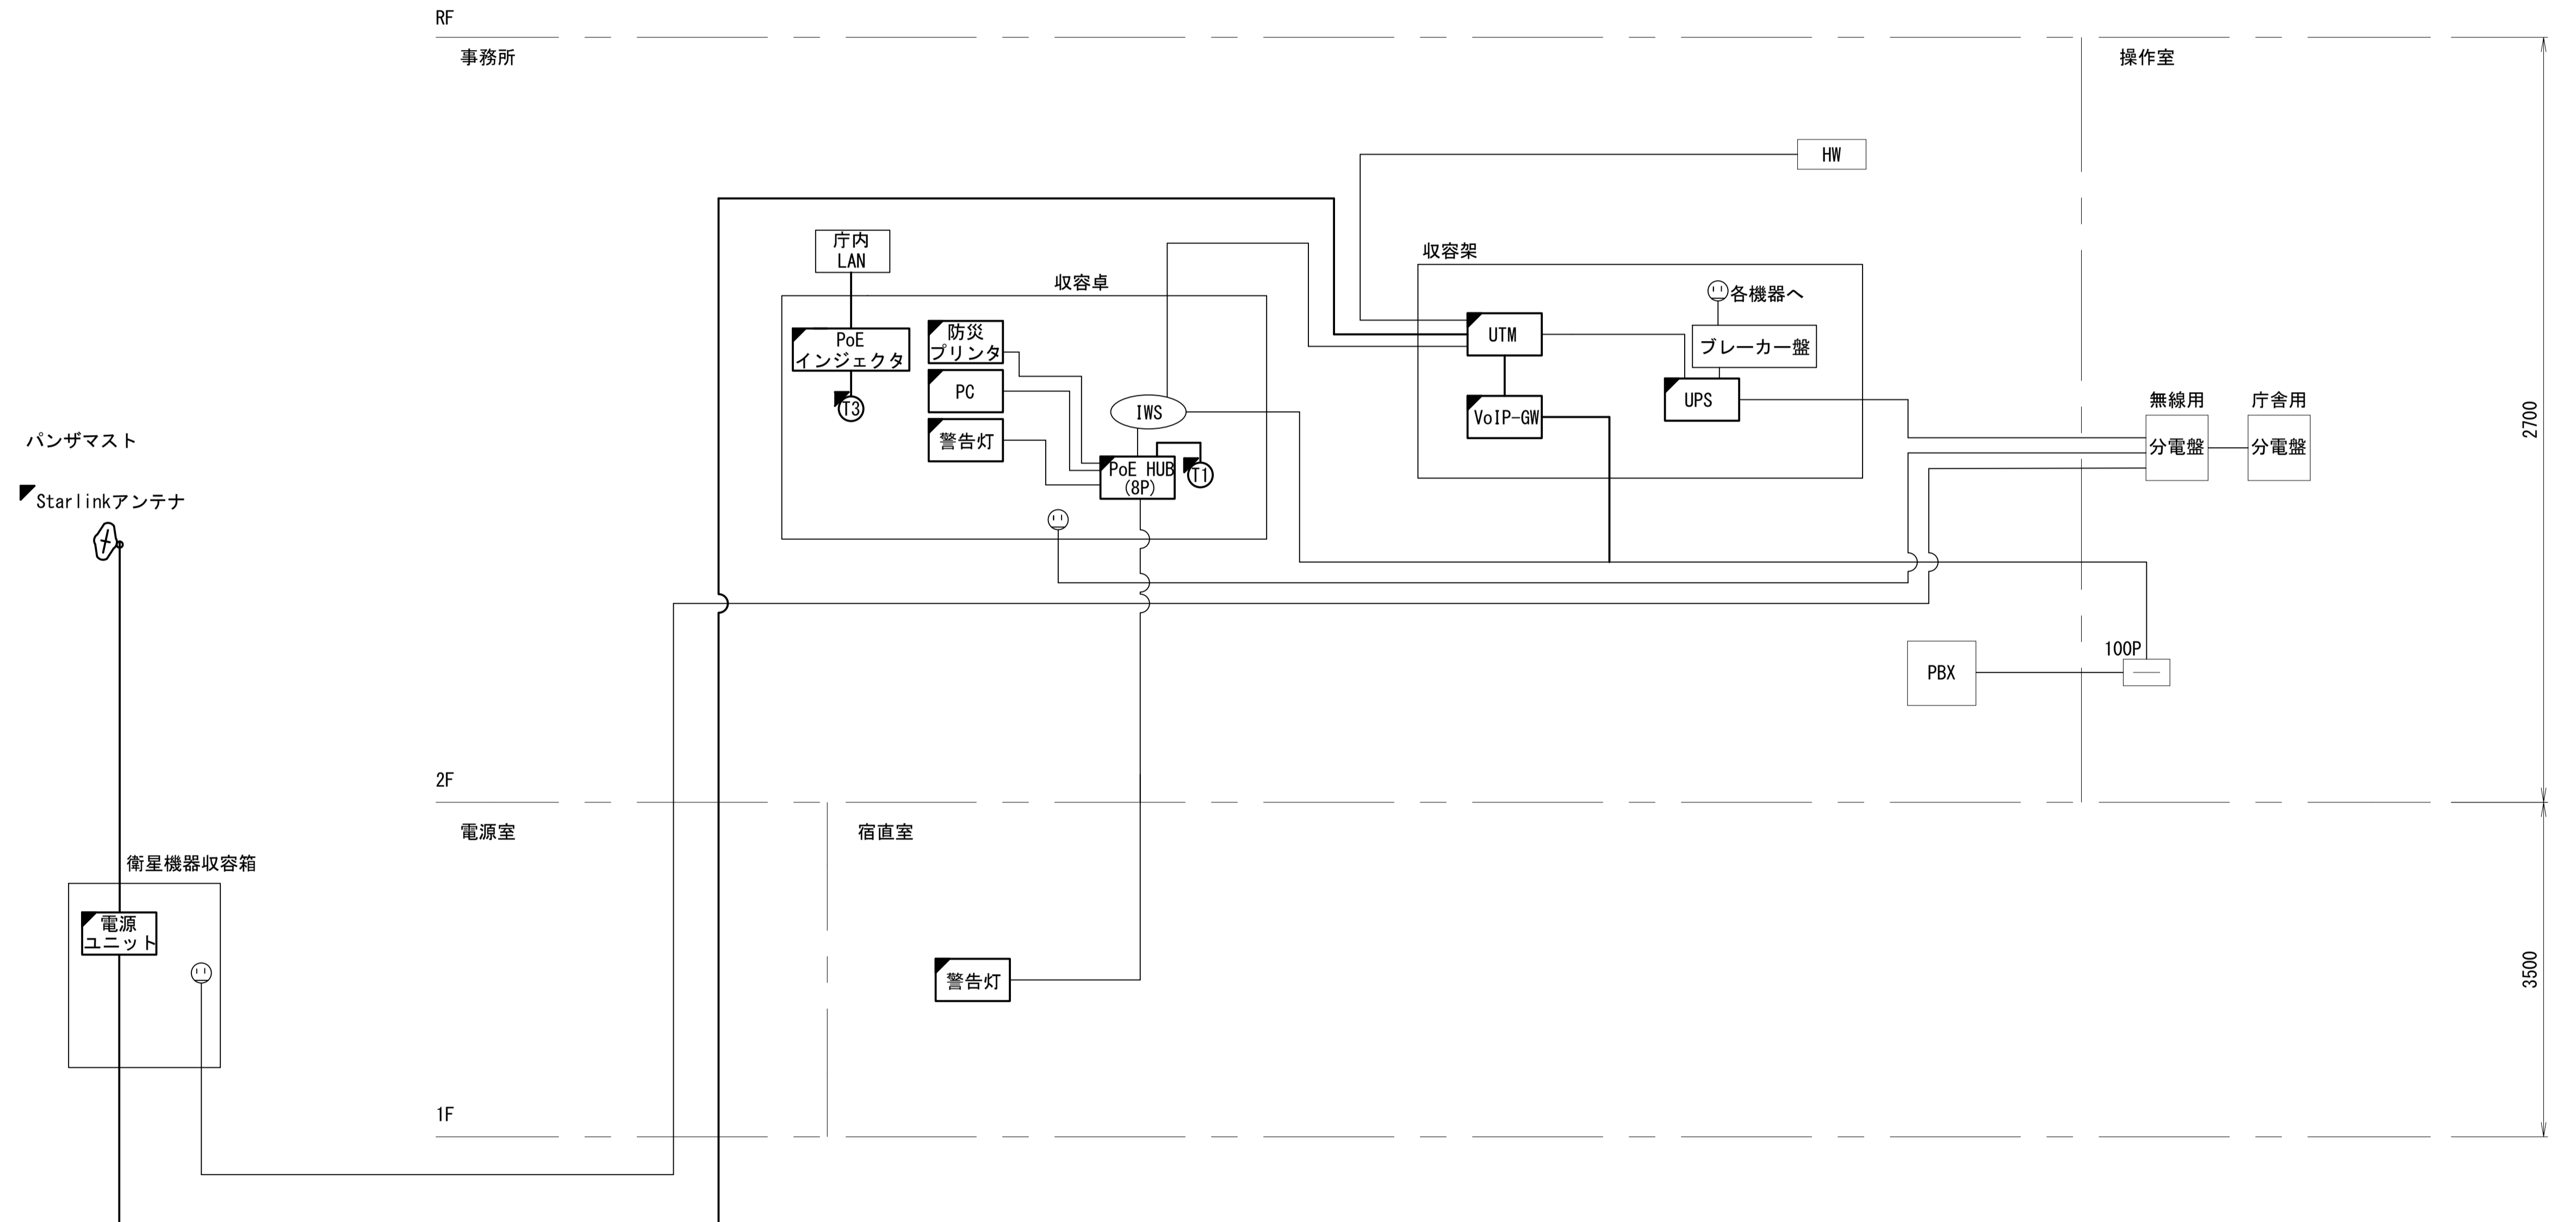 RF
事務所
操作室
HW
庁内
LAN
収容卓
収容架
各機器へ
PoE
インジェクタ
防災
プリンタ
UTM
ブレーカー盤
PC
T3
IWS
VoIP-GW
UPS
無線用
庁舎用
2700
パンザマスト
警告灯
分電盤
分電盤
PoE HUB
(8P)
T1
Starlinkアンテナ
PBX
100P
2F
電源室
宿直室
衛星機器収容箱
電源
ユニット
警告灯
3500
1F